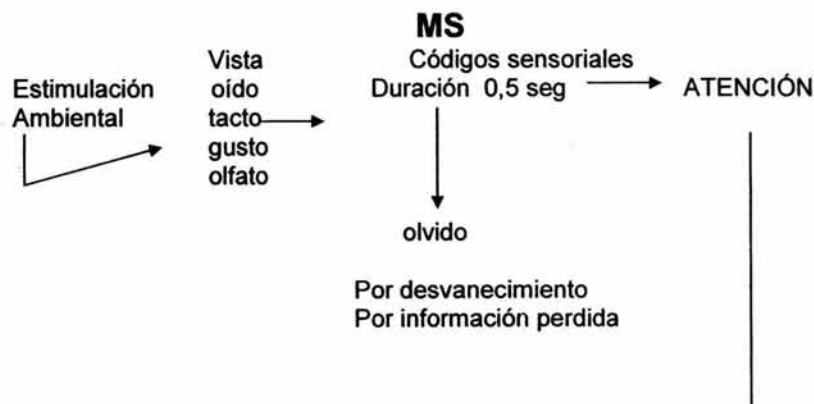 MS
Estimulación
Ambiental
Vista
oído
tacto
gusto
olfato
Códigos sensoriales
Duración 0,5 seg
ATENCIÓN
olvido
Por desvanecimiento
Por información perdida